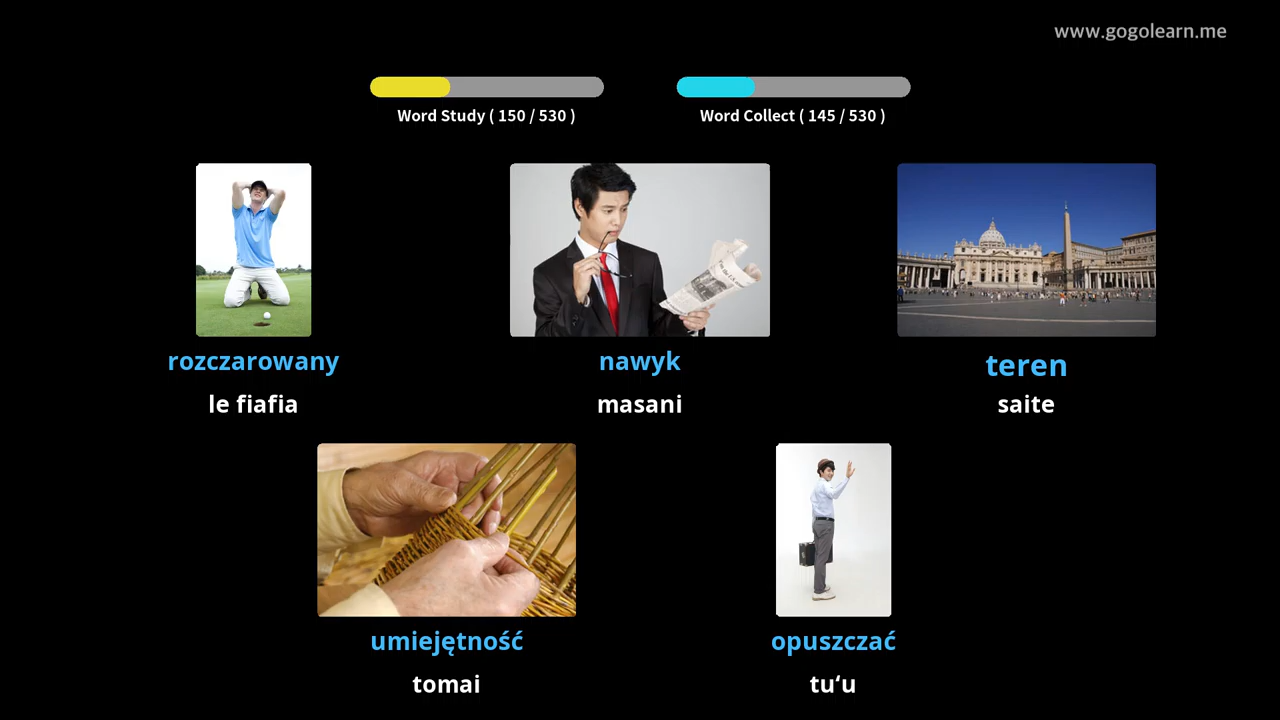 www.gogolearn.me
Word Study ( 150 / 530 )
Word Collect ( 145 / 530 )
rozczarowany
le fiafia
nawyk
masani
teren
saite
umiejętność
tomai
opuszczać
tuʻu